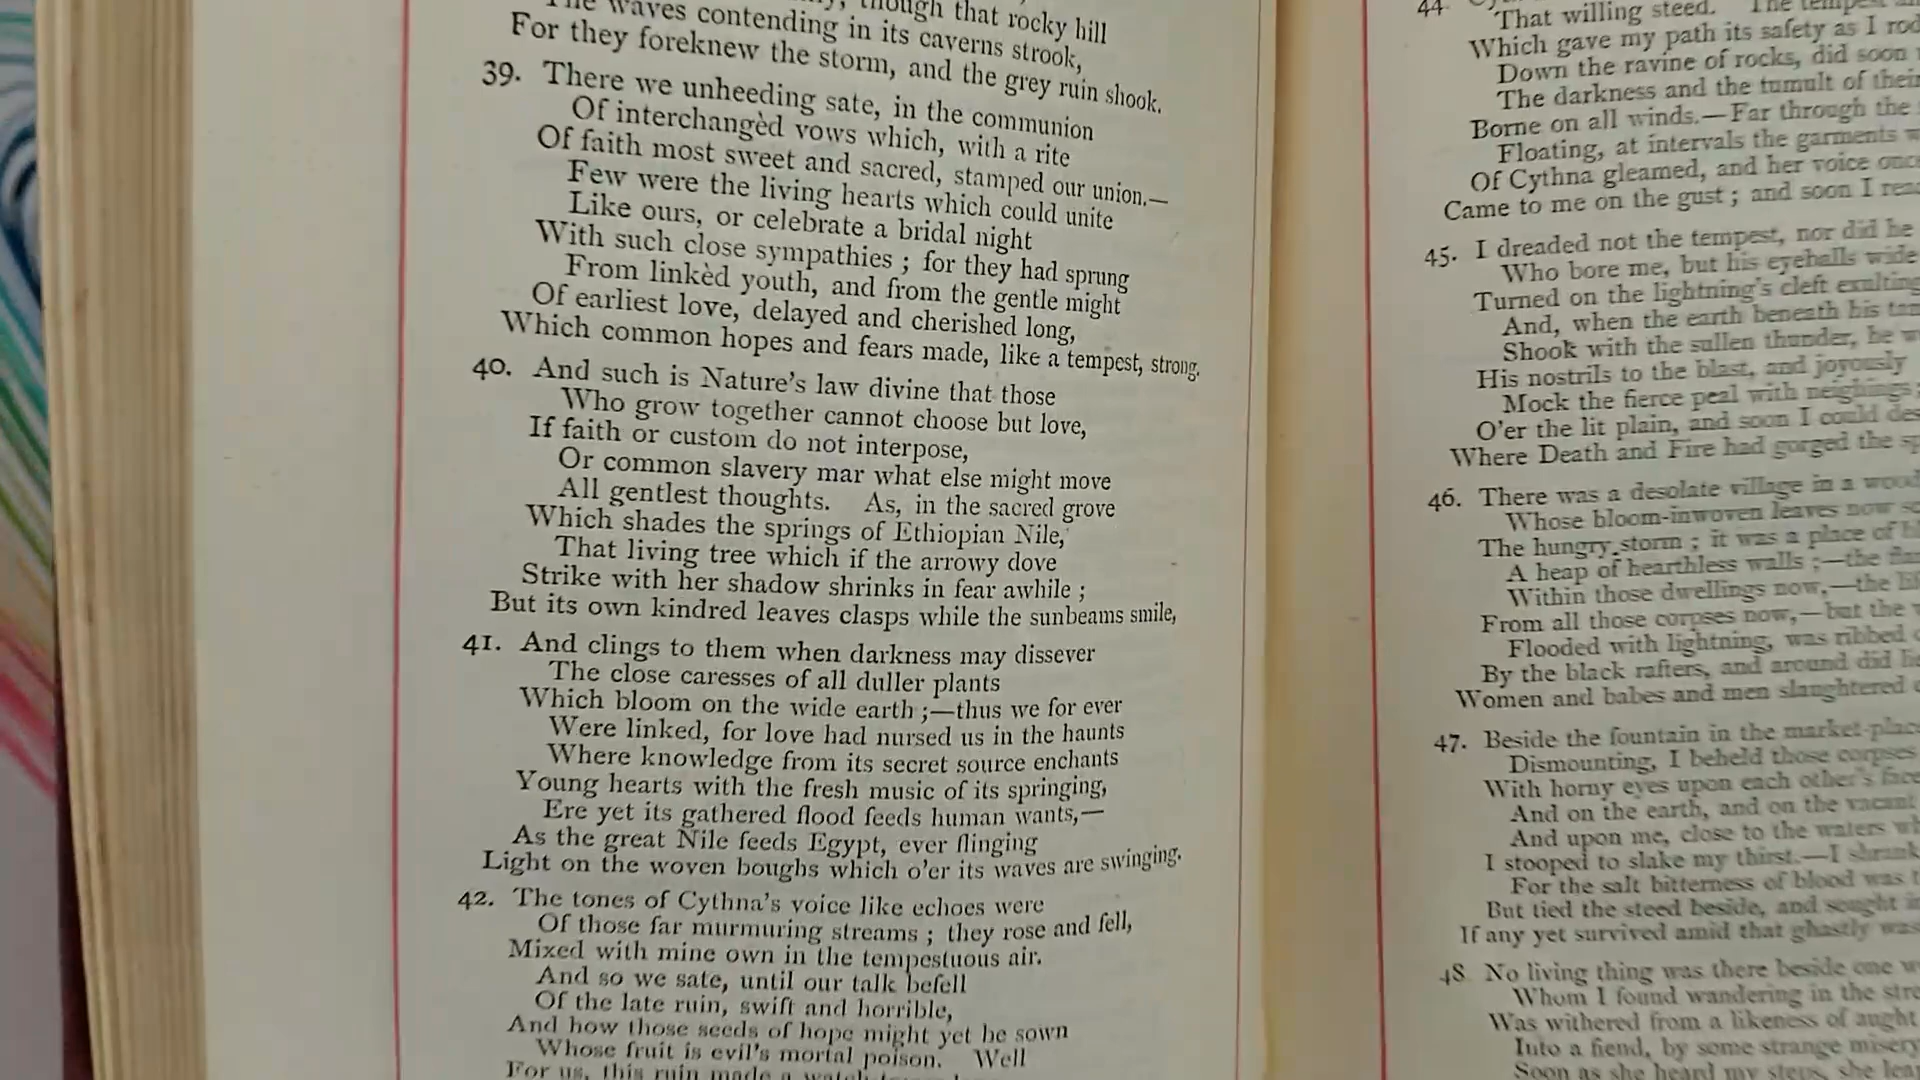 though that rocky hill
The waves contending in its caverns strook,
For they foreknew the storm, and the grey ruin shook.
39. There we unheeding sate, in the communion
Of interchangèd vows which, with a rite
Of faith most sweet and sacred, stamped our union.—
Few were the living hearts which could unite
Like ours, or celebrate a bridal night
With such close sympathies ; for they had sprung
From linkèd youth, and from the gentle might
Of earliest love, delayed and cherished long,
Which common hopes and fears made, like a tempest, strong.
40. And such is Nature's law divine that those
Who grow together cannot choose but love,
If faith or custom do not interpose,
Or common slavery mar what else might move
All gentlest thoughts. As, in the sacred grove
Which shades the springs of Ethiopian Nile,
That living tree which if the arrowy dove
Strike with her shadow shrinks in fear awhile ;
But its own kindred leaves clasps while the sunbeams smile,
41. And clings to them when darkness may dissever
The close caresses of all duller plants
Which bloom on the wide earth ;—thus we for ever
Were linked, for love had nursed us in the haunts
Where knowledge from its secret source enchants
Young hearts with the fresh music of its springing,
Ere yet its gathered flood feeds human wants,—
As the great Nile feeds Egypt, ever flinging
Light on the woven boughs which o'er its waves are swinging.
42. The tones of Cythna's voice like echoes were
Of those far murmuring streams ; they rose and fell,
Mixed with mine own in the tempestuous air.
And so we sate, until our talk befell
Of the late ruin, swift and horrible,
And how those seeds of hope might yet be sown
Whose fruit is evil's mortal poison. Well
For us, this ruin made a
44.
That willing steed. The
Which gave my path its safety as I
Down the ravine of rocks, did soon
The darkness and the tumult of their
Borne on all winds.—Far through the
Floating, at intervals the garments
Of Cythna gleamed, and her voice
Came to me on the gust ; and soon I
45. I dreaded not the tempest, nor did he
Who bore me, but his eyeballs wide
Turned on the lightning's cleft exulting
And, when the earth beneath his
Shook with the sullen thunder, he
His nostrils to the blast, and joyously
Mock the fierce peal with neighings ;
O'er the lit plain, and soon I could
Where Death and Fire had gorged the
46. There was a desolate village in a
Whose bloom-inwoven leaves now
The hungry storm ; it was a place of
A heap of hearthless walls ;—the
Within those dwellings now,—the
From all those corpses now,—but the
Flooded with lightning, was ribbed
By the black rafters, and around did
Women and babes and men slaughtered
47. Beside the fountain in the market-place
Dismounting, I beheld those corpses
With horny eyes upon each other's
And on the earth, and on the vacant
And upon me, close to the waters
I stooped to slake my thirst.—I
For the salt bitterness of blood was
But tied the steed beside, and sought
If any yet survived amid that ghastly
48. No living thing was there beside one
Whom I found wandering in the
Was withered from a likeness of aught
Into a fiend, by some strange misery
Soon as she heard my steps, she